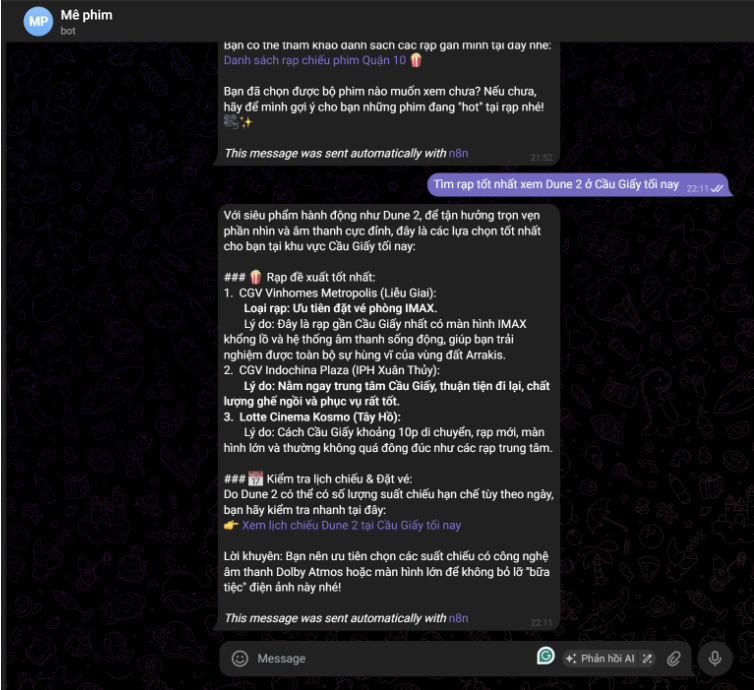 MP
Mê phim
bot
Bạn có thể tham khảo danh sách các rạp gần mình tại đây nhé:
Danh sách rạp chiếu phim Quận 10 🍿
Bạn đã chọn được bộ phim nào muốn xem chưa? Nếu chưa,
hãy để mình gợi ý cho bạn những phim đang "hot" tại rạp nhé!
🎥✨
This message was sent automatically with n8n
21:52
Tìm rạp tốt nhất xem Dune 2 ở Cầu Giấy tối nay 22:11
Với siêu phẩm hành động như Dune 2, để tận hưởng trọn vẹn
phần nhìn và âm thanh cực đỉnh, đây là các lựa chọn tốt nhất
cho bạn tại khu vực Cầu Giấy tối nay:
### 🍿 Rạp đề xuất tốt nhất:
1. CGV Vinhomes Metropolis (Liễu Giai):
Loại rạp: Ưu tiên đặt vé phòng IMAX.
Lý do: Đây là rạp gần Cầu Giấy nhất có màn hình IMAX
khổng lồ và hệ thống âm thanh sống động, giúp bạn trải
nghiệm được toàn bộ sự hùng vĩ của vùng đất Arrakis.
2. CGV Indochina Plaza (IPH Xuân Thủy):
Lý do: Nằm ngay trung tâm Cầu Giấy, thuận tiện đi lại, chất
lượng ghế ngồi và phục vụ rất tốt.
3. Lotte Cinema Kosmo (Tây Hồ):
Lý do: Cách Cầu Giấy khoảng 10p di chuyển, rạp mới, màn
hình lớn và thường không quá đông đúc như các rạp trung tâm.
### 📅 Kiểm tra lịch chiếu & Đặt vé:
Do Dune 2 có thể có số lượng suất chiếu hạn chế tùy theo ngày,
bạn hãy kiểm tra nhanh tại đây:
👉 Xem lịch chiếu Dune 2 tại Cầu Giấy tối nay
Lời khuyên: Bạn nên ưu tiên chọn các suất chiếu có công nghệ
âm thanh Dolby Atmos hoặc màn hình lớn để không bỏ lỡ "bữa
tiệc" điện ảnh này nhé!
This message was sent automatically with n8n
22:11
Message
Phản hồi AI